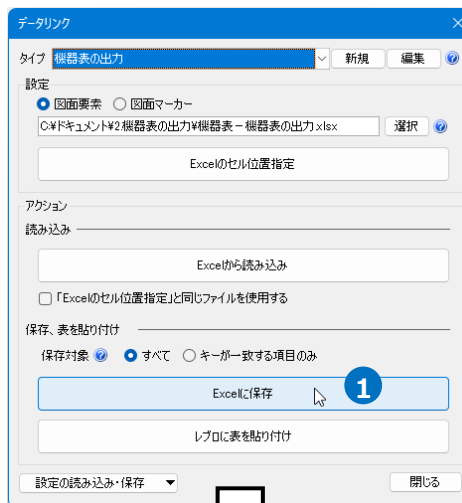 データリンク
タイプ 機器表の出力 新規 編集
設定
図面要素 図面マーカー
C:¥ドキュメント¥2.機器表の出力¥機器表－機器表の出力.xlsx 選択
Excelのセル位置指定
アクション
読み込み
Excelから読み込み
「Excelのセル位置指定」と同じファイルを使用する
保存、表を貼り付け
保存対象 すべて キーが一致する項目のみ
Excelに保存 1
レブロに表を貼り付け
設定の読み込み・保存 閉じる